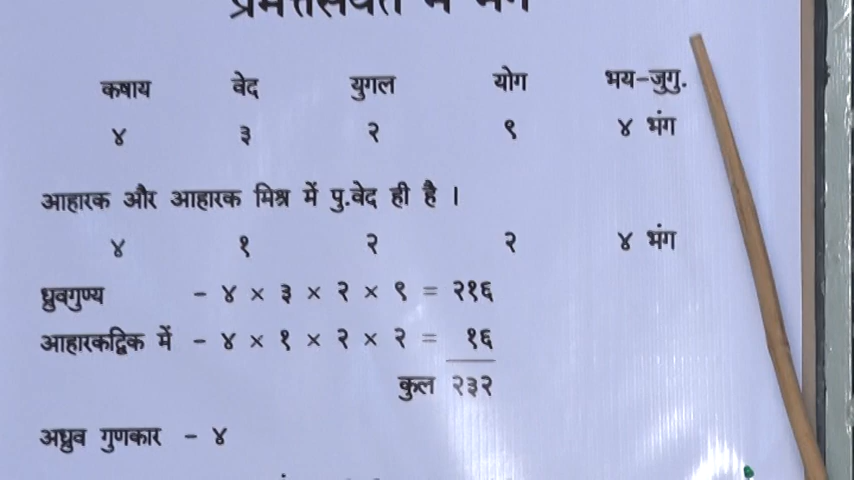 में भंग
कषाय वेद युगल योग भय-जुगु.
४ ३ २ ९ ४ भंग
आहारक और आहारक मिश्र में पु.वेद ही है ।
४ १ २ २ ४ भंग
ध्रुवगुण्य - ४ × ३ × २ × ९ = २१६
आहारकद्विक में - ४ × १ × २ × २ = १६
कुल २३२
अध्रुव गुणकार - ४